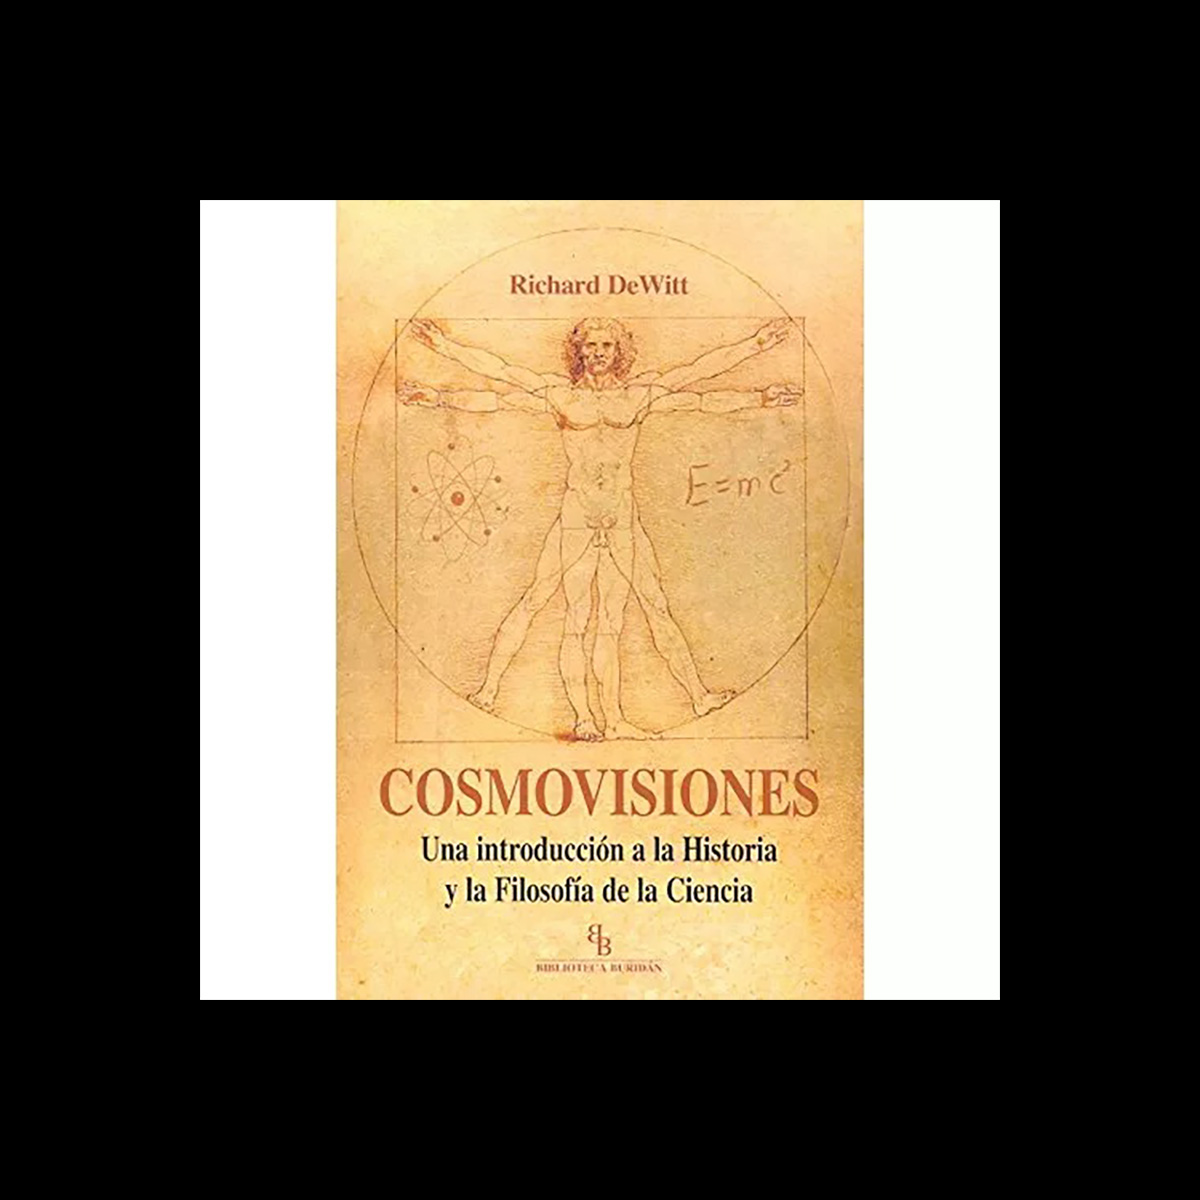 Richard DeWitt
E=mc²
COSMOVISIONES
Una introducción a la Historia
y la Filosofía de la Ciencia
BB
BIBLIOTECA BURIDÁN